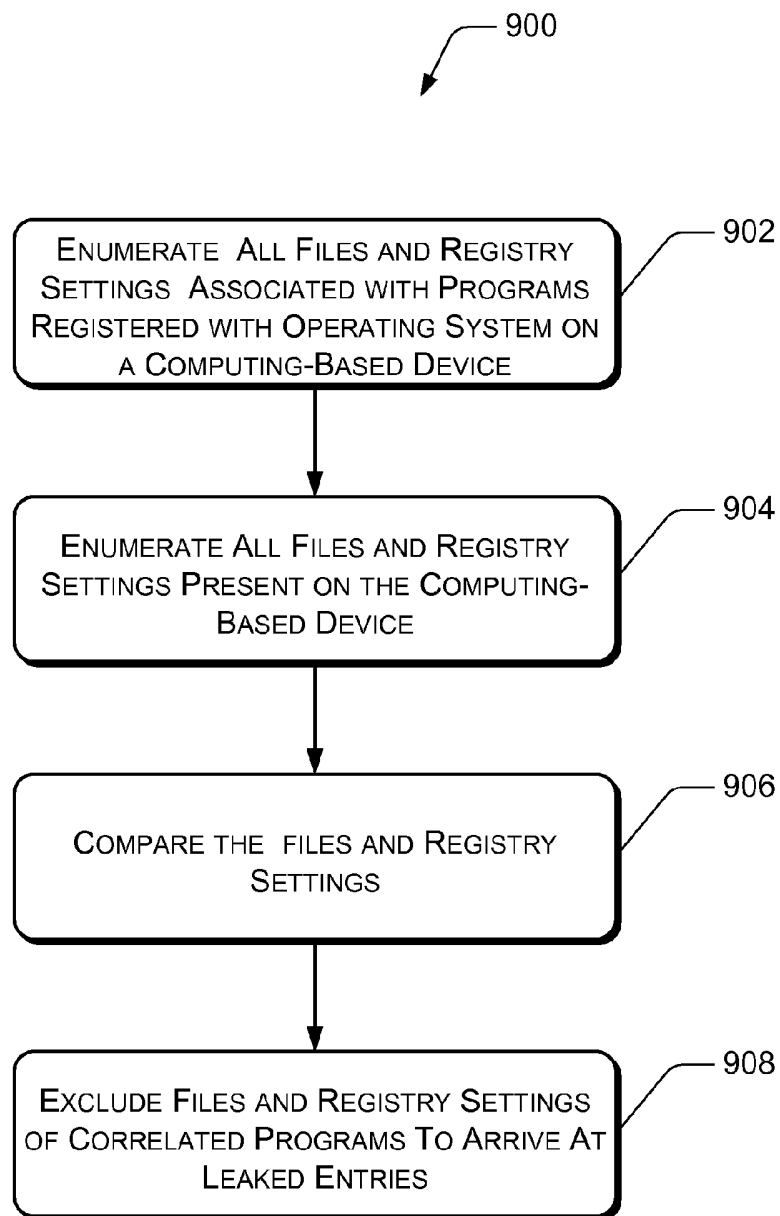 900
ENUMERATE ALL FILES AND REGISTRY
SETTINGS ASSOCIATED WITH PROGRAMS
REGISTERED WITH OPERATING SYSTEM ON
A COMPUTING-BASED DEVICE
902
ENUMERATE ALL FILES AND REGISTRY
SETTINGS PRESENT ON THE COMPUTING-
BASED DEVICE
904
COMPARE THE FILES AND REGISTRY
SETTINGS
906
EXCLUDE FILES AND REGISTRY SETTINGS
OF CORRELATED PROGRAMS TO ARRIVE AT
LEAKED ENTRIES
908